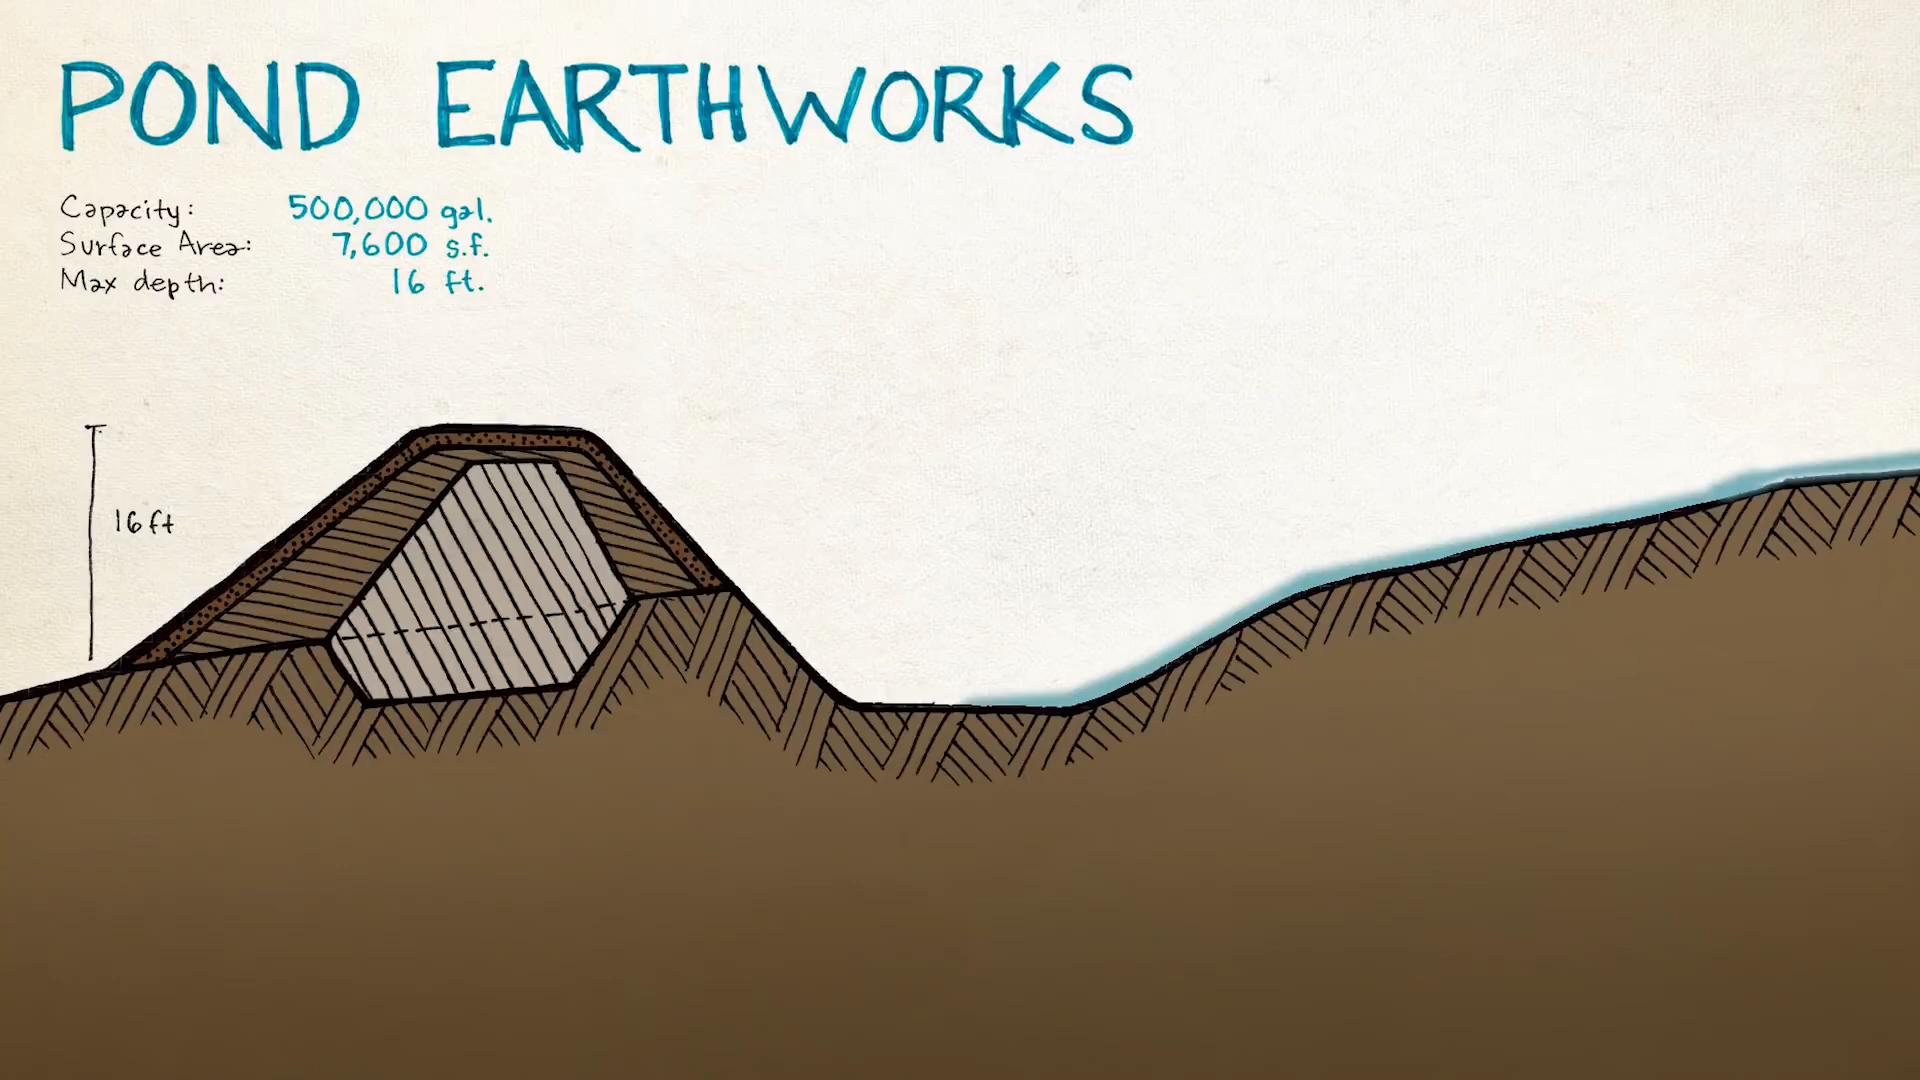 POND EARTHWORKS
Capacity: 500,000 gal.
Surface Area: 7,600 s.f.
Max depth: 16 ft.
16 ft